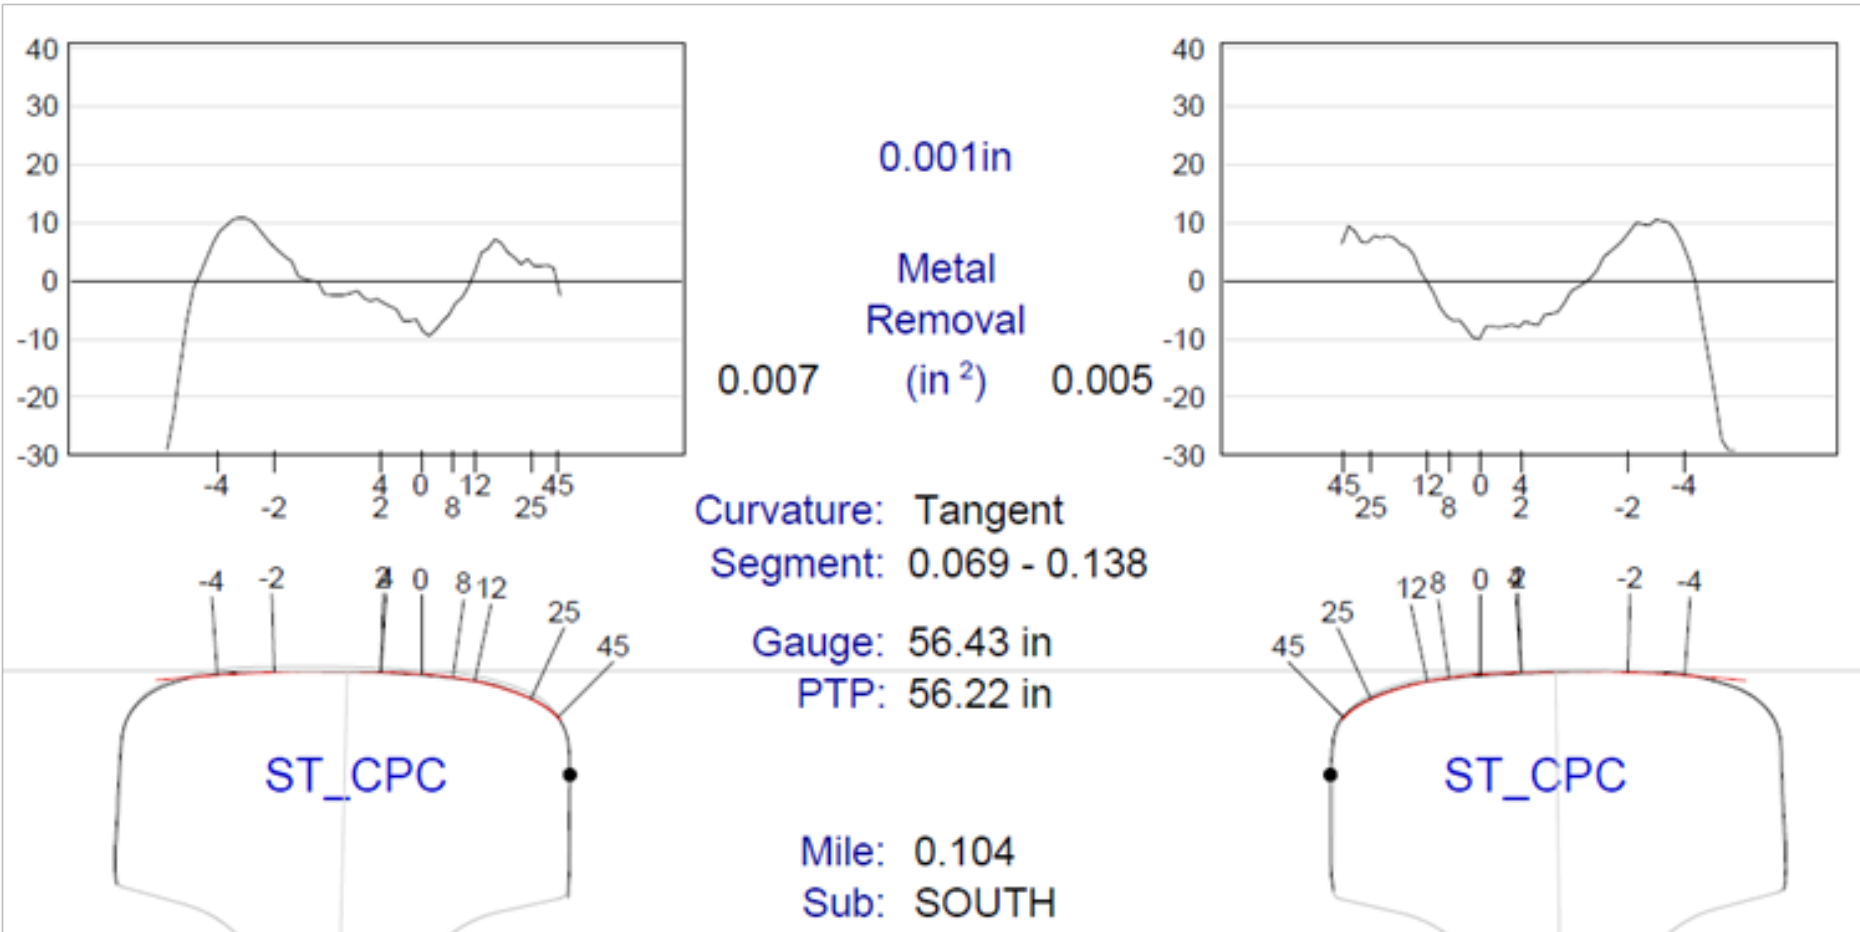 40
30
20
10
0
-10
-20
-30
-4
-2
4
2
0
8
12
25
45
0.001in
Metal
Removal
0.007 (in ²) 0.005
40
30
20
10
0
-10
-20
-30
45
25
12
8
0
4
2
-2
-4
Curvature: Tangent
Segment: 0.069 - 0.138
Gauge: 56.43 in
PTP: 56.22 in
-4 -2 2 4 0 8 12
25
45
ST_CPC
12 8 0 4 2 -2 -4
25
45
ST_CPC
Mile: 0.104
Sub: SOUTH